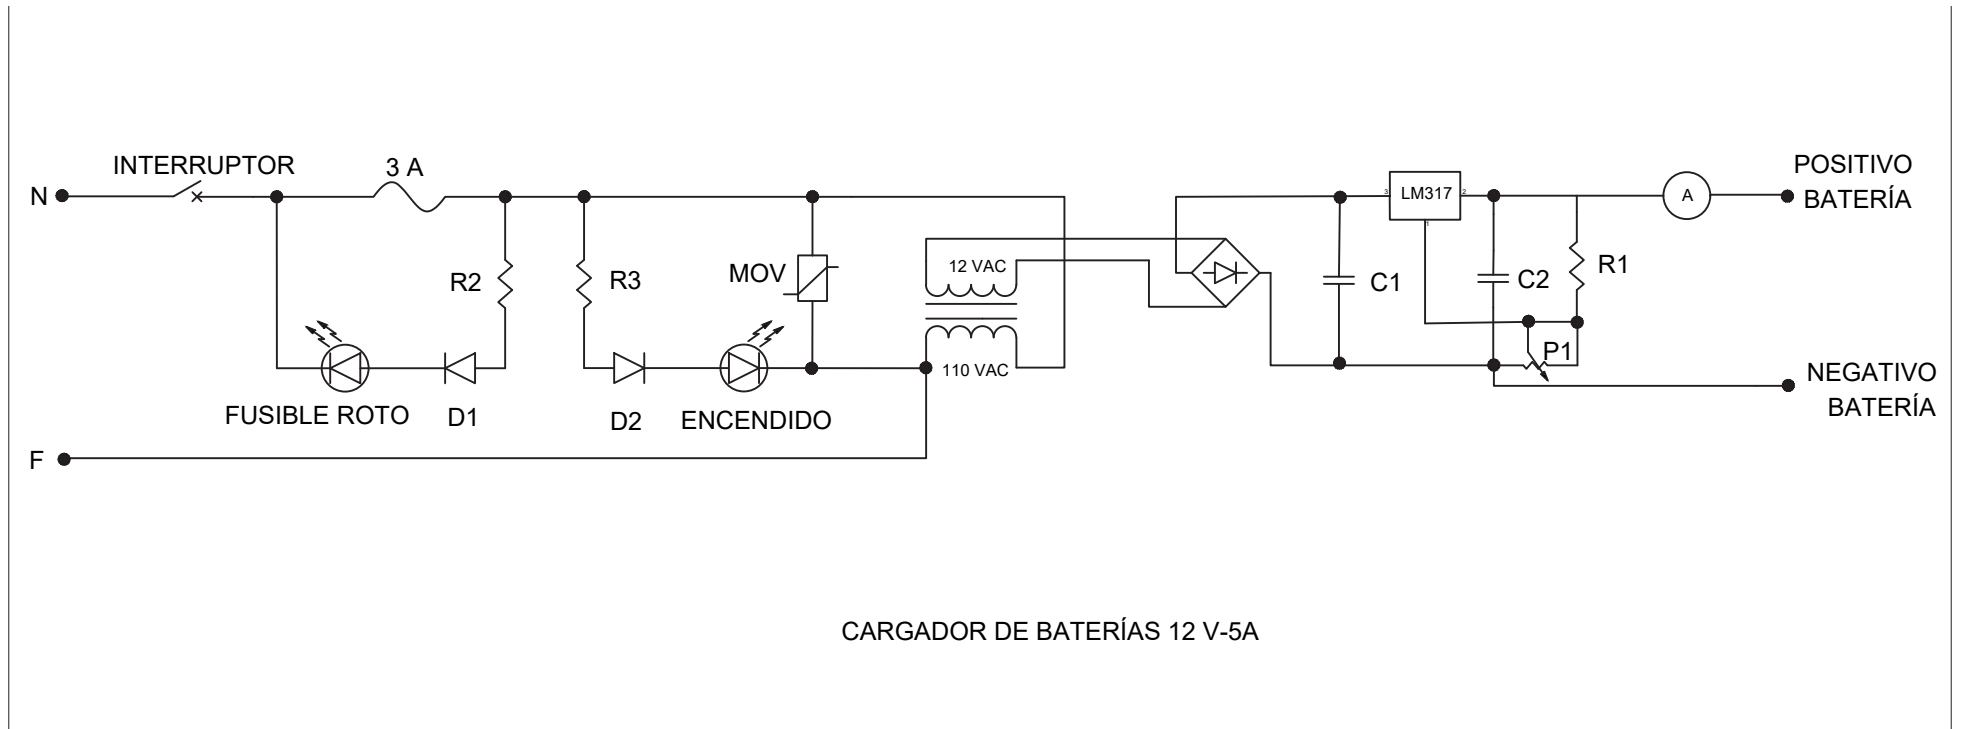 INTERRUPTOR
3 A
N
R2
R3
MOV
12 VAC
110 VAC
FUSIBLE ROTO
D1
D2
ENCENDIDO
F
3
LM317
2
1
C1
C2
R1
P1
A
POSITIVO
BATERÍA
NEGATIVO
BATERÍA
CARGADOR DE BATERÍAS 12 V-5A